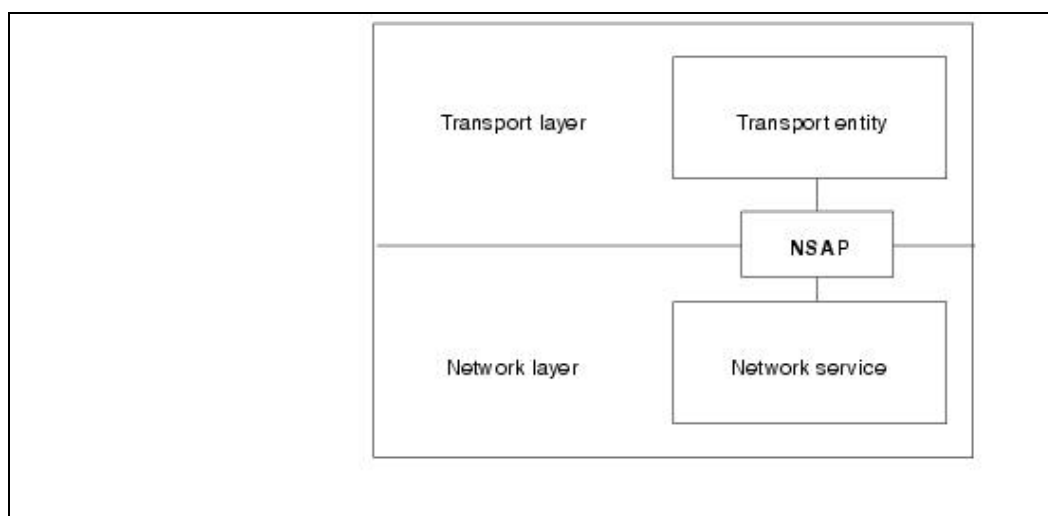 Transport layer
Transport entity
NSAP
Network layer
Network service